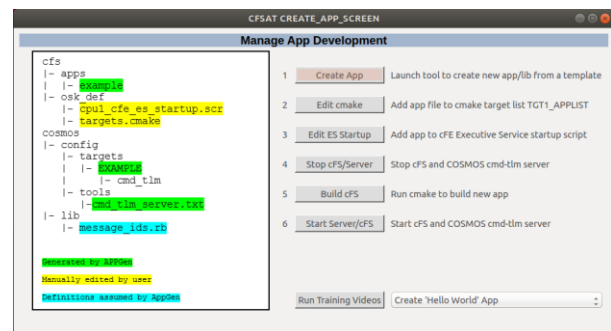 CFSAT CREATE_APP_SCREEN
Manage App Development
cfs
|- apps
| |- example
|- osk_def
|- cpu1_cfe_es_startup.scr
|- targets.cmake
cosmos
|- config
|- targets
| |- EXAMPLE
| |- cmd_tlm
|- tools
|-cmd_tlm_server.txt
|- lib
|- message_ids.rb
Generated by APPGen
Manually edited by user
Definitions assumed by AppGen
1 Create App Launch tool to create new app/lib from a template
2 Edit cmake Add app file to cmake target list TGT1_APPLIST
3 Edit ES Startup Add app to cFE Executive Service startup script
4 Stop cFS/Server Stop cFS and COSMOS cmd-tlm server
5 Build cFS Run cmake to build new app
6 Start Server/cFS Start cFS and COSMOS cmd-tlm server
Run Training Videos Create 'Hello World' App